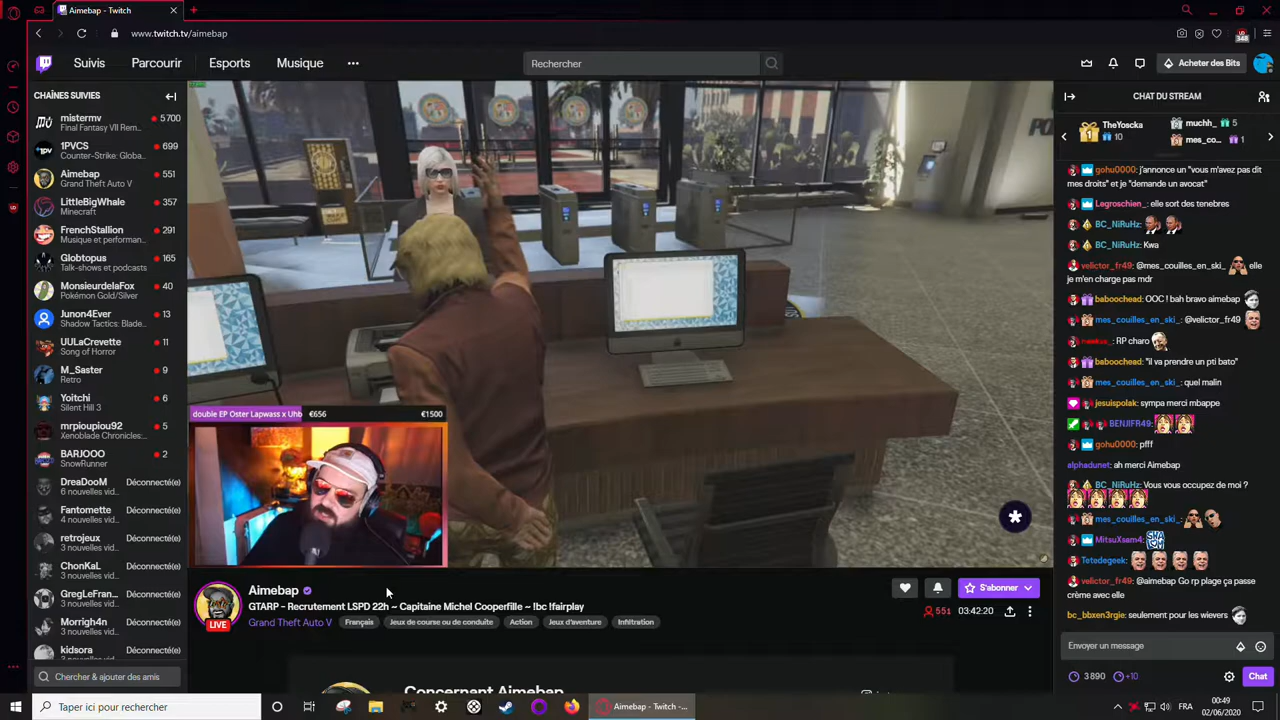 Aimebap - Twitch
www.twitch.tv/aimebap
Suivis
Parcourir
Esports
Musique
Rechercher
Acheter des Bits
CHAÎNES SUIVIES
mistermv
5 700
Final Fantasy VII Rem...
1PVCS
699
Counter-Strike: Globa...
Aimebap
551
Grand Theft Auto V
LittleBigWhale
357
Minecraft
FrenchStallion
291
Musique et performan...
Globtopus
165
Talk-shows et podcasts
MonsieurdelaFox
40
Pokémon Gold/Silver
Junon4Ever
13
Shadow Tactics: Blade...
UULaCrevette
11
Song of Horror
M_Saster
9
Retro
Yoitchi
6
Silent Hill 3
mrpioupiou92
5
Xenoblade Chronicles:...
BARJOOO
2
SnowRunner
DreaDooM
Déconnecté(e)
6 nouvelles vid...
Fantomette
Déconnecté(e)
4 nouvelles vid...
retrojeux
Déconnecté(e)
3 nouvelles vid...
ChonKaL
Déconnecté(e)
3 nouvelles vid...
GregLeFran...
Déconnecté(e)
3 nouvelles vid...
Morrigh4n
Déconnecté(e)
3 nouvelles vid...
kidsora
Déconnecté(e)
Chercher & ajouter des amis
double EP Oster Lapwass x Uhb
€656
€1500
Aimebap
GTARP - Recrutement LSPD 22h ~ Capitaine Michel Cooperfille ~ !bc !fairplay
Grand Theft Auto V
Français
Jeux de course ou de conduite
Action
Jeux d'aventure
Infiltration
LIVE
S'abonner
551
03:42:20
Concernant Aimebap
CHAT DU STREAM
TheYoscka
10
muchh_
5
mes_co...
1
gohu0000: j'annonce un "vous m'avez pas dit
mes droits" et je "demande un avocat"
Legroschien_: elle sort des tenebres
BC_NiRuHz:
BC_NiRuHz: Kwa
velictor_fr49: @mes_couilles_en_ski_ elle
je m'en charge pas mdr
baboochead: OOC ! bah bravo aimebap
mes_couilles_en_ski_: @velictor_fr49
RP charo
baboochead: "il va prendre un pti bato"
mes_couilles_en_ski_: quel malin
jesuispolak: sympa merci mbappe
BENJIFR49:
gohu0000: pfff
alphadunet: ah merci Aimebap
BC_NiRuHz: Vous vous occupez de moi ?
mes_couilles_en_ski_:
MitsuXsam4:
Tetedegeek:
velictor_fr49: @aimebap Go rp plage ça passe
crème avec elle
bc_bbxen3rgie: seulement pour les wievers
Envoyer un message
3 890
+10
Chat
Taper ici pour rechercher
Aimebap - Twitch -...
FRA
00:49
02/06/2020